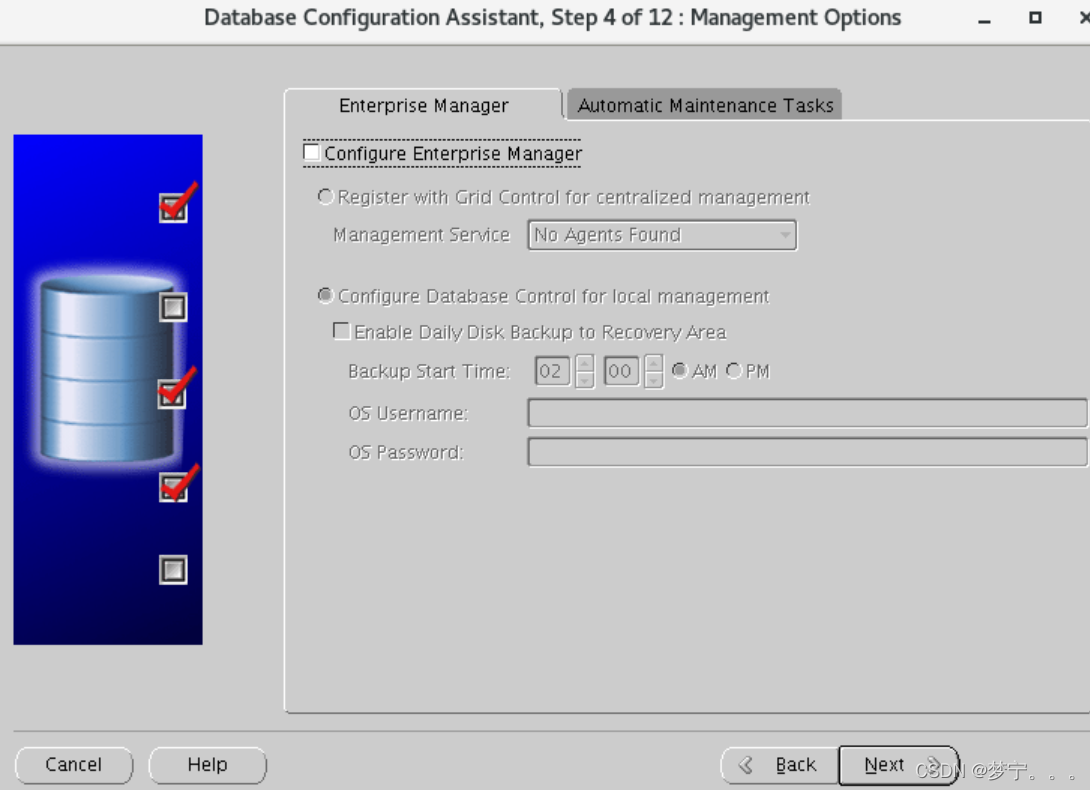 Database Configuration Assistant, Step 4 of 12 : Management Options
Enterprise Manager
Automatic Maintenance Tasks
Configure Enterprise Manager
Register with Grid Control for centralized management
Management Service No Agents Found
Configure Database Control for local management
Enable Daily Disk Backup to Recovery Area
Backup Start Time: 02 00 AM PM
OS Username:
OS Password:
Cancel Help Back Next
CSDN @梦宁。。。